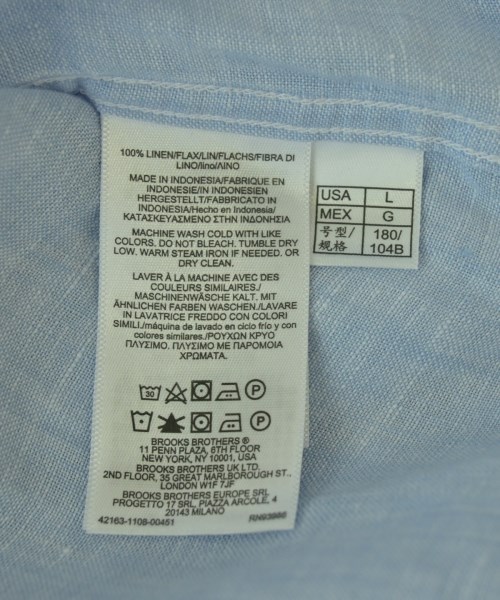 100% LINEN/FLAX/LIN/FLACHS/FIBRA DI
LINO/lino/ΛΙΝΟ
MADE IN INDONESIA/FABRIQUE EN
INDONESIE/IN INDONESIEN
HERGESTELLT/FABBRICATO IN
INDONESIA/Hecho en Indonesia/
ΚΑΤΑΣΚΕΥΑΣΜΕΝΟ ΣΤΗΝ ΙΝΔΟΝΗΣΙΑ
MACHINE WASH COLD WITH LIKE
COLORS. DO NOT BLEACH. TUMBLE DRY
LOW. WARM STEAM IRON IF NEEDED. OR
DRY CLEAN.
LAVER À LA MACHINE AVEC DES
COULEURS SIMILAIRES./
MASCHINENWÄSCHE KALT. MIT
ÄHNLICHEN FARBEN WASCHEN./LAVARE
IN LAVATRICE FREDDO CON COLORI
SIMILI./máquina de lavado en ciclo frío y con
colores similares./ΡΟΥΧΩΝ ΚΡΥΟ
ΠΛΥΣΙΜΟ. ΠΛΥΣΙΜΟ ΜΕ ΠΑΡΟΜΟΙΑ
ΧΡΩΜΑΤΑ.
30 P
P
BROOKS BROTHERS ®
11 PENN PLAZA, 6TH FLOOR
NEW YORK, NY 10001, USA
BROOKS BROTHERS UK LTD.
2ND FLOOR, 35 GREAT MARLBOROUGH ST.,
LONDON W1F 7JF
BROOKS BROTHERS EUROPE SRL
PROGETTO 17 SRL, PIAZZA ARCOLE, 4
20143 MILANO
42163-1108-00451 RN93966
USA L
MEX G
号型/ 180/
规格 104B